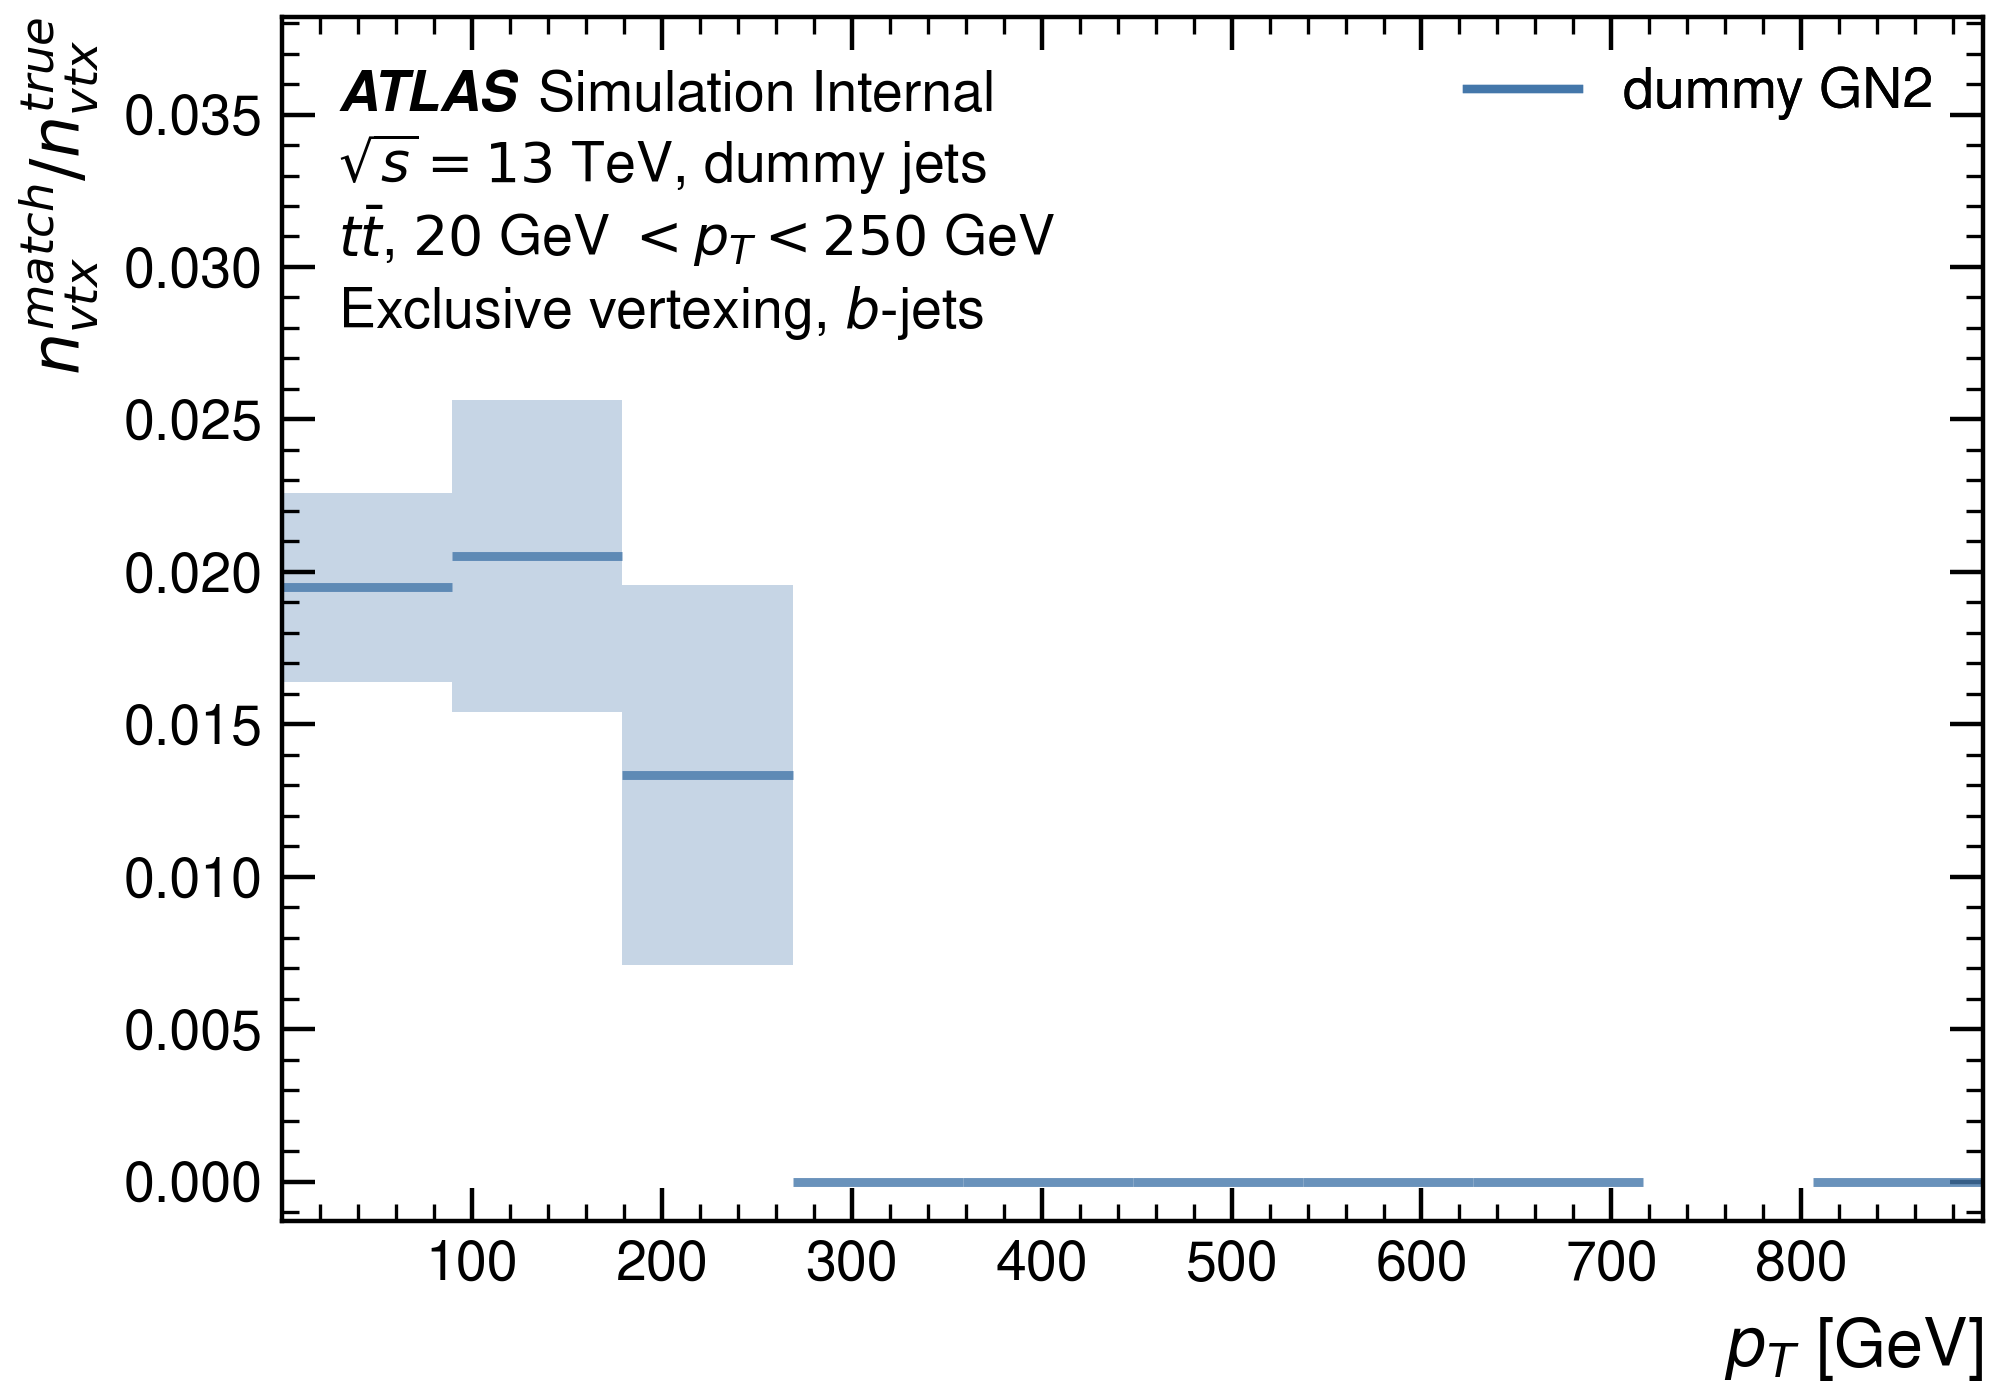 ATLAS Simulation Internal
√s = 13 TeV, dummy jets
tt̄, 20 GeV < p_T < 250 GeV
Exclusive vertexing, b-jets
dummy GN2
n_vtx^match/n_vtx^true
0.035
0.030
0.025
0.020
0.015
0.010
0.005
0.000
100 200 300 400 500 600 700 800
p_T [GeV]